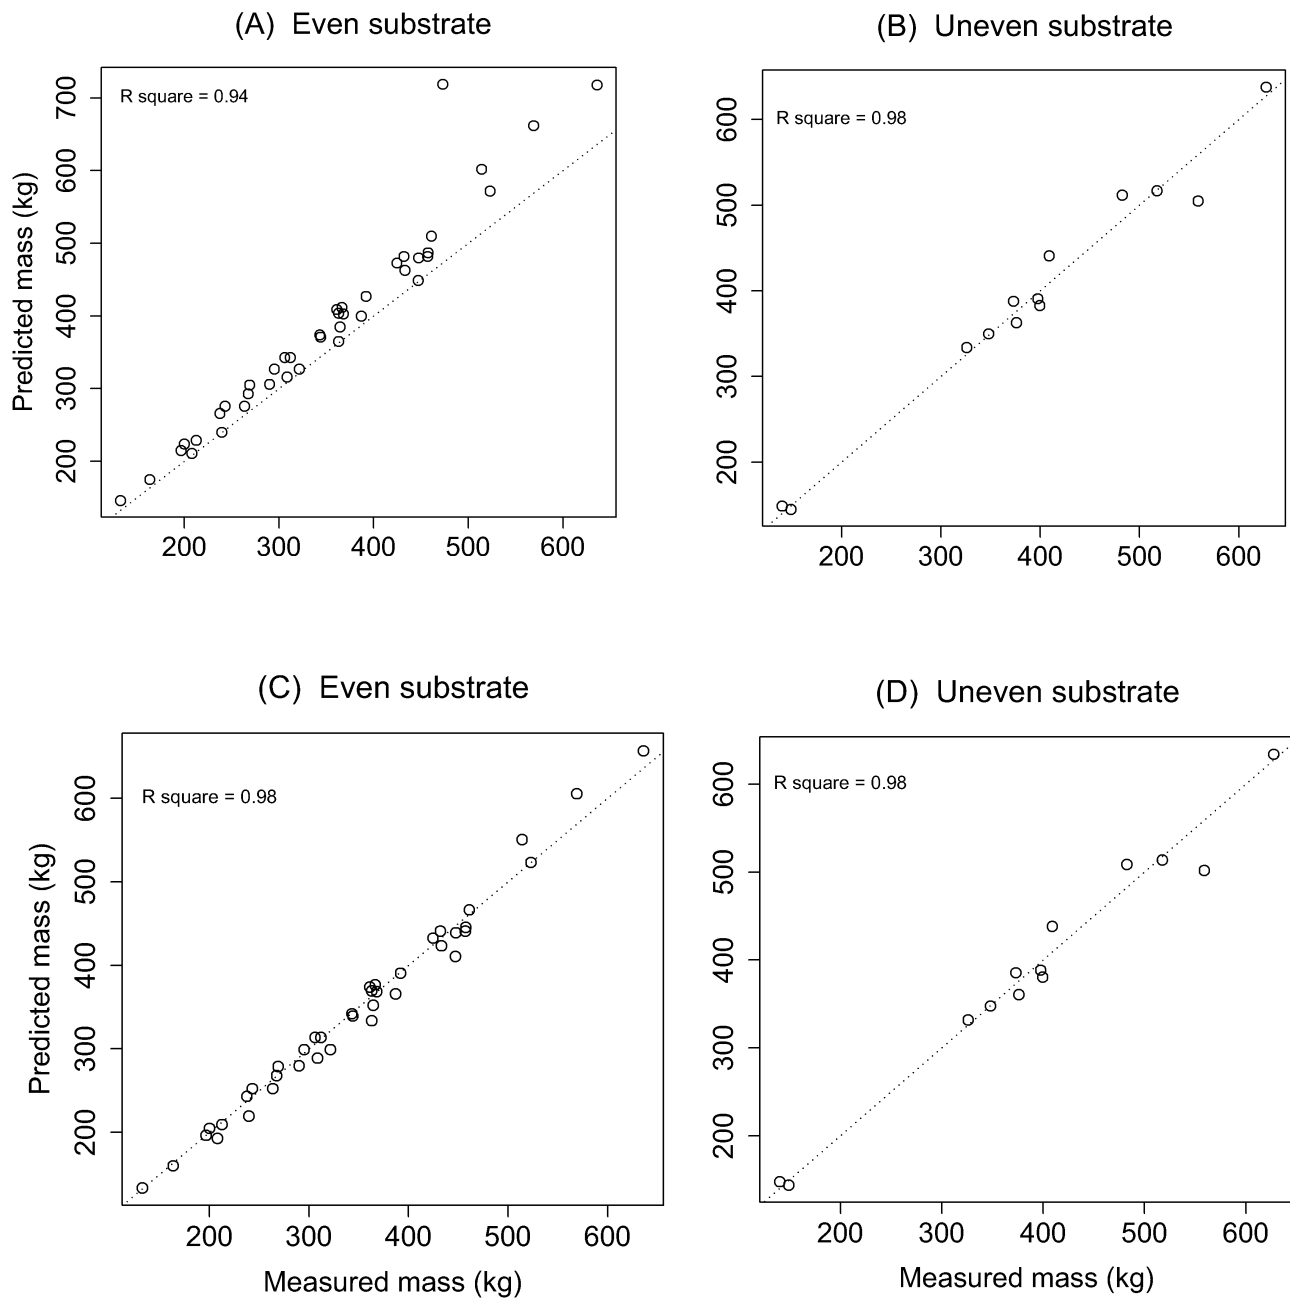 (A) Even substrate
R square = 0.94
Predicted mass (kg)
700
600
500
400
300
200
200 300 400 500 600
(B) Uneven substrate
R square = 0.98
600
500
400
300
200
200 300 400 500 600
(C) Even substrate
R square = 0.98
Predicted mass (kg)
600
500
400
300
200
200 300 400 500 600
Measured mass (kg)
(D) Uneven substrate
R square = 0.98
600
500
400
300
200
200 300 400 500 600
Measured mass (kg)